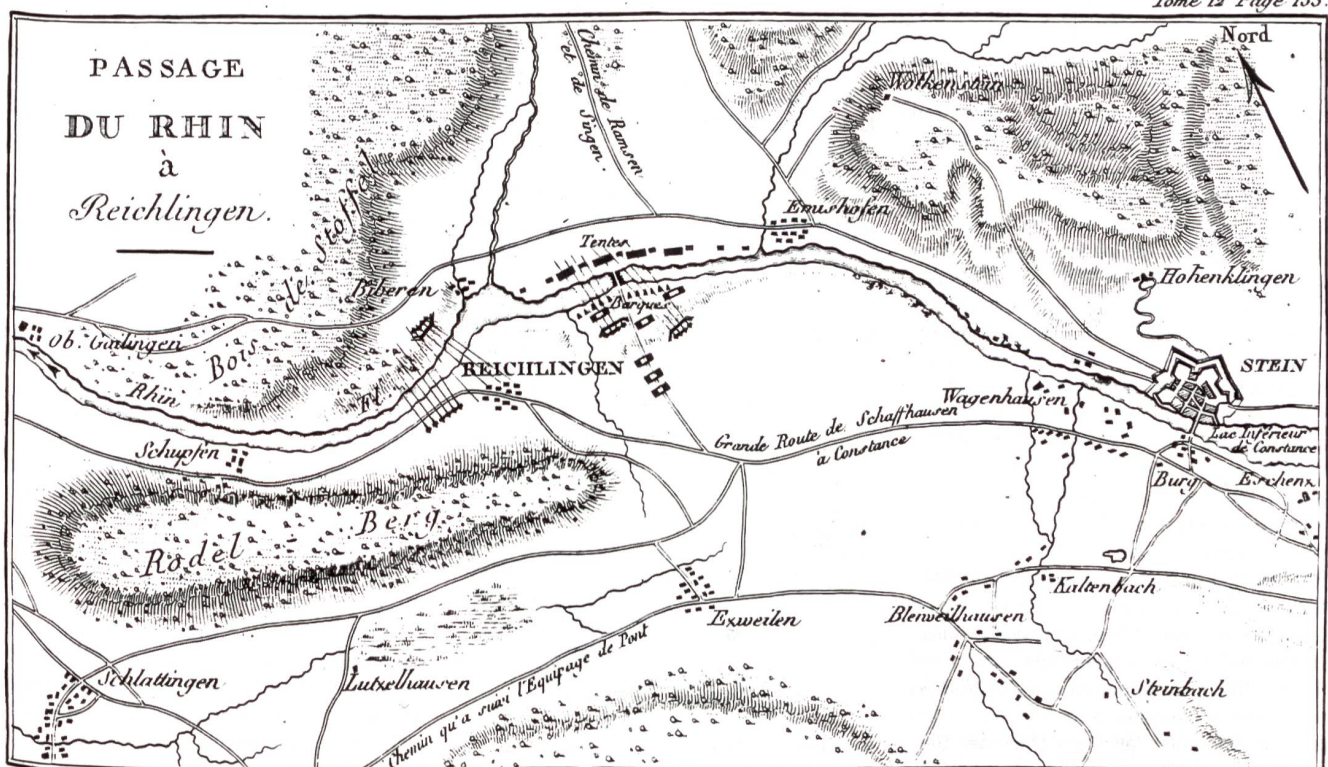 Tome 12 Page 155.
PASSAGE
DU RHIN
à
Reichlingen.
Nord
Chemin de Ramsen
et de Singen
Wolkenstein
Emishofen
Tentes
Hohenklingen
Biberen
Barques
Bois de Stoffel
Ob. Gailingen
REICHLINGEN
STEIN
Rhin
Fl.
Wagenhausen
Schupfen
Grande Route de Schaffhausen
à Constance
Lac Inférieur
de Constance
Burg
Eschenz
Rodel Berg
Kaltenbach
Exweilen
Bleuweilhausen
Schlattingen
Lutzelhausen
Chemin qu'a suivi l'Equipage de Pont
Steinbach